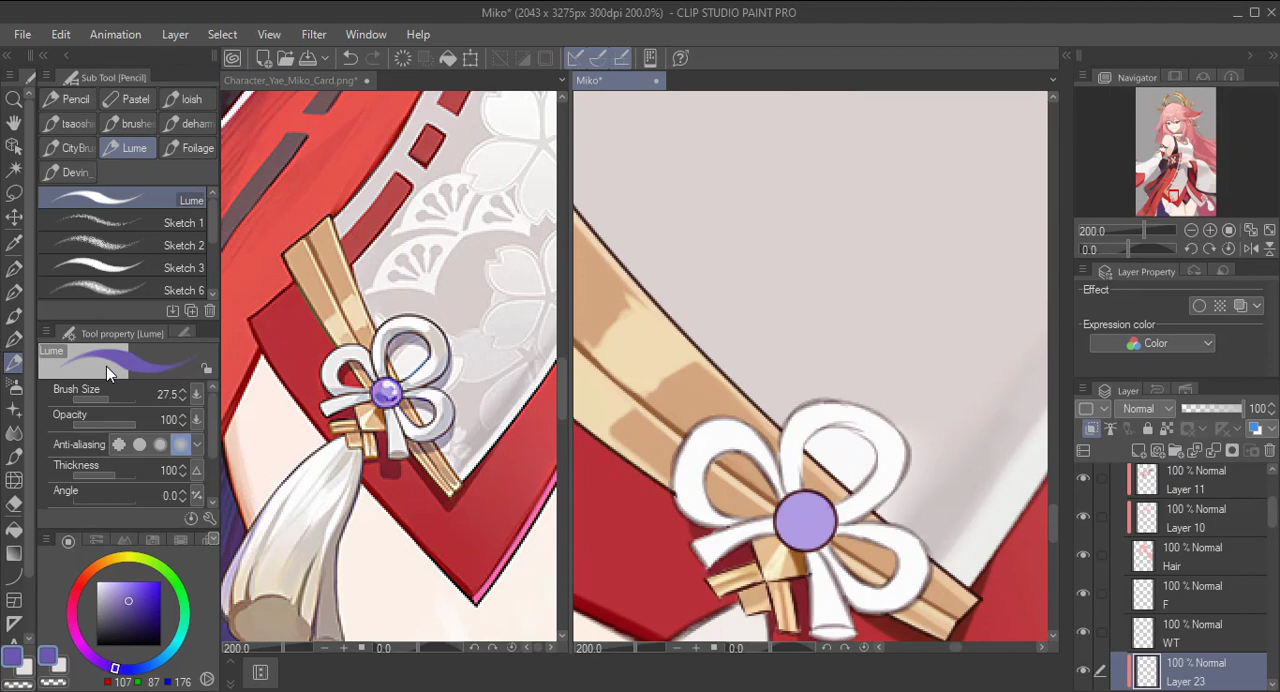 Miko* (2043 x 3275px 300dpi 200.0%) - CLIP STUDIO PAINT PRO
File Edit Animation Layer Select View Filter Window Help
Sub Tool [Pencil]
Character_Yae_Miko_Card.png*
Miko*
Navigator
Pencil Pastel loish
tsaosh brushes deharm
CityBru Lume Foilage
Devin_
Lume
Sketch 1
Sketch 2
Sketch 3
Sketch 6
Tool property [Lume]
Lume
Brush Size 27.5
Opacity 100
Anti-aliasing
Thickness 100
Angle 0.0
107 87 176
200.0 0.0
200.0 0.0
200.0
0.0
Layer Property
Effect
Expression color
Color
Layer
Normal 100
100 % Normal
Layer 11
100 % Normal
Layer 10
100 % Normal
Hair
100 % Normal
F
100 % Normal
WT
100 % Normal
Layer 23